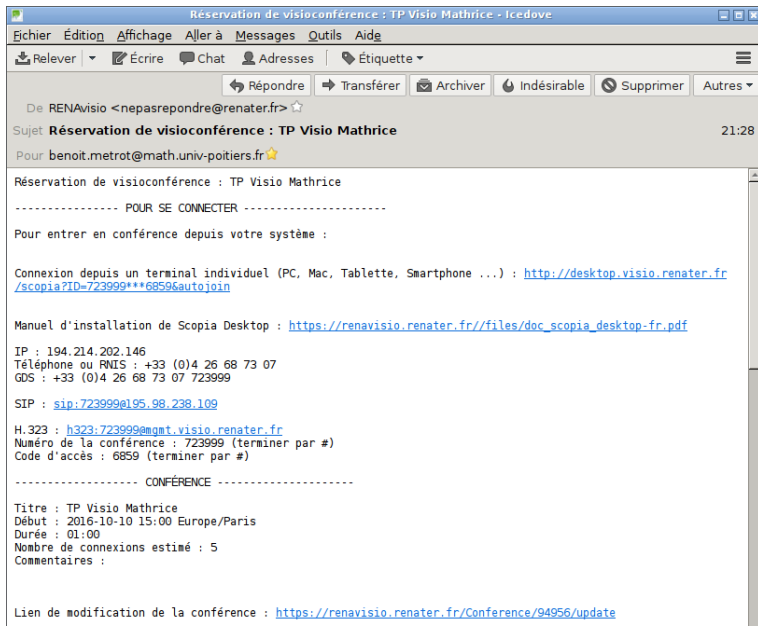 Réservation de visioconférence : TP Visio Mathrice - Icedove
Fichier Édition Affichage Aller à Messages Outils Aide
Relever Écrire Chat Adresses Étiquette
Répondre Transférer Archiver Indésirable Supprimer Autres
De RENAvisio <nepasrepondre@renater.fr>
Sujet Réservation de visioconférence : TP Visio Mathrice 21:28
Pour benoit.metrot@math.univ-poitiers.fr
Réservation de visioconférence : TP Visio Mathrice
---------------- POUR SE CONNECTER ----------------------
Pour entrer en conférence depuis votre système :
Connexion depuis un terminal individuel (PC, Mac, Tablette, Smartphone ...) : http://desktop.visio.renater.fr
/scopia?ID=723999***6859&autojoin
Manuel d'installation de Scopia Desktop : https://renavisio.renater.fr//files/doc_scopia_desktop-fr.pdf
IP : 194.214.202.146
Téléphone ou RNIS : +33 (0)4 26 68 73 07
GDS : +33 (0)4 26 68 73 07 723999
SIP : sip:723999@195.98.238.109
H.323 : h323:723999@mgmt.visio.renater.fr
Numéro de la conférence : 723999 (terminer par #)
Code d'accès : 6859 (terminer par #)
------------------- CONFÉRENCE ---------------------
Titre : TP Visio Mathrice
Début : 2016-10-10 15:00 Europe/Paris
Durée : 01:00
Nombre de connexions estimé : 5
Commentaires :
Lien de modification de la conférence : https://renavisio.renater.fr/Conference/94956/update